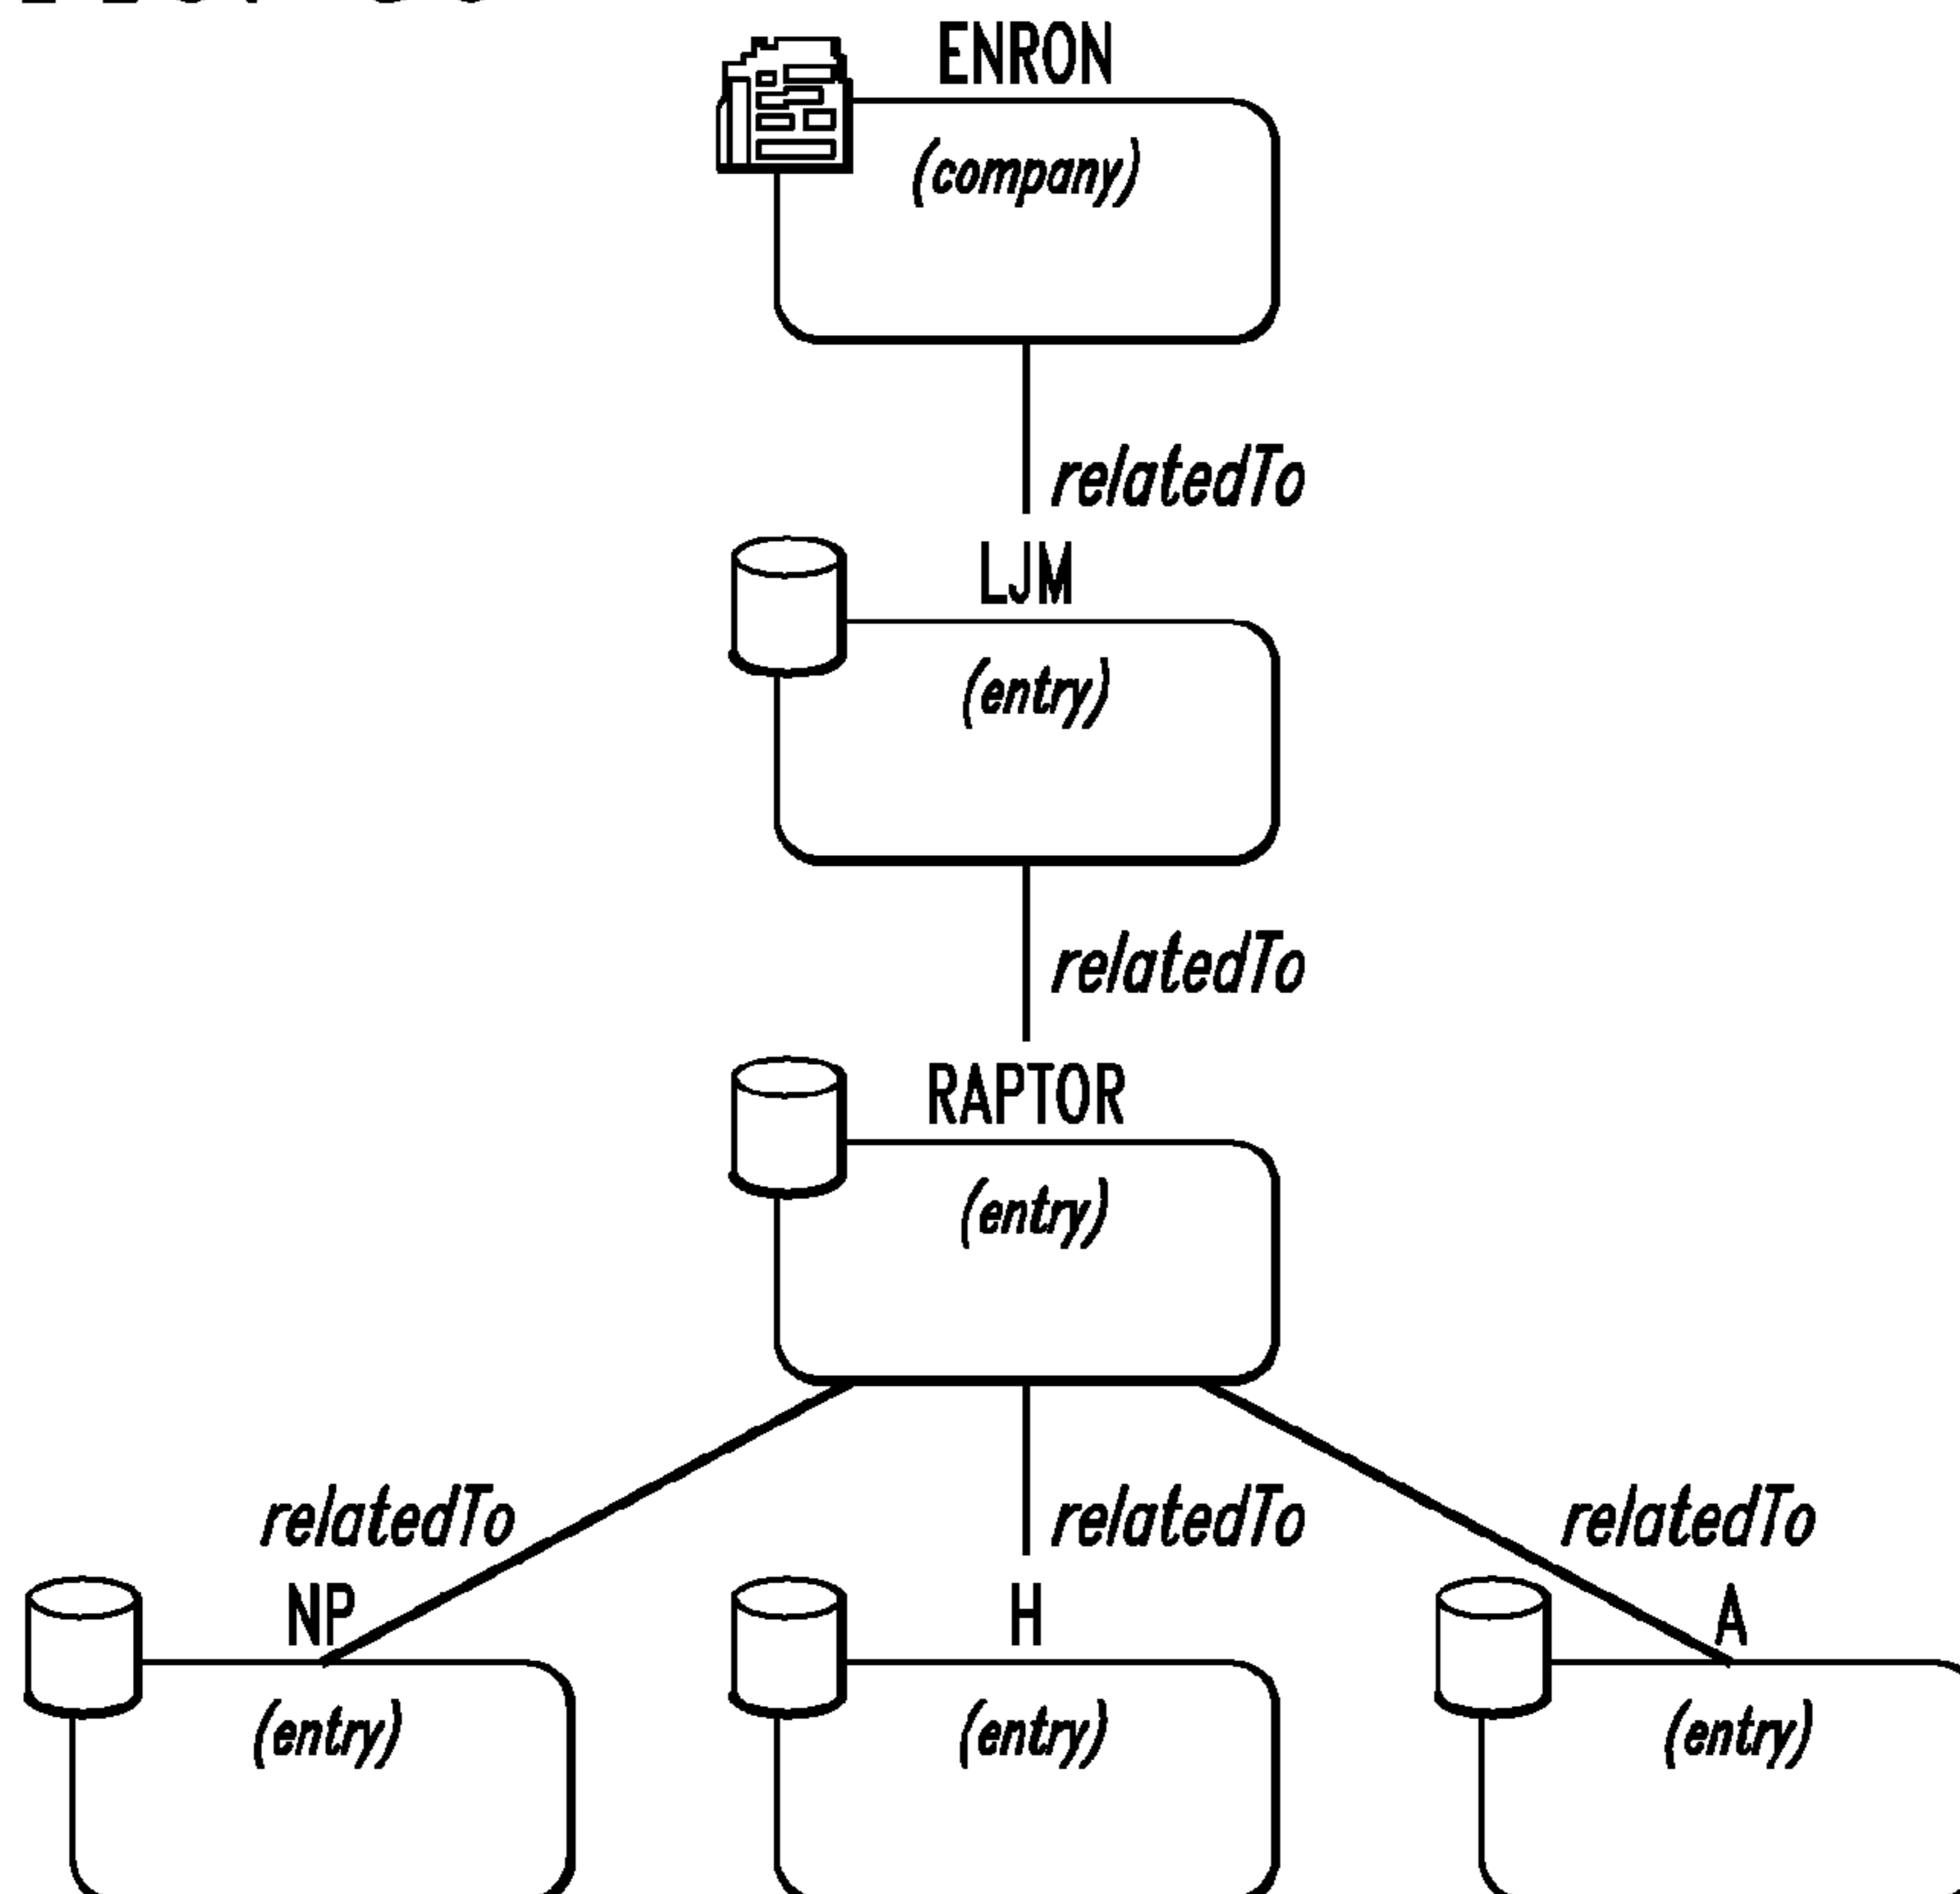 ENRON
(company)
relatedTo
LJM
(entry)
relatedTo
RAPTOR
(entry)
relatedTo relatedTo relatedTo
NP H A
(entry) (entry) (entry)